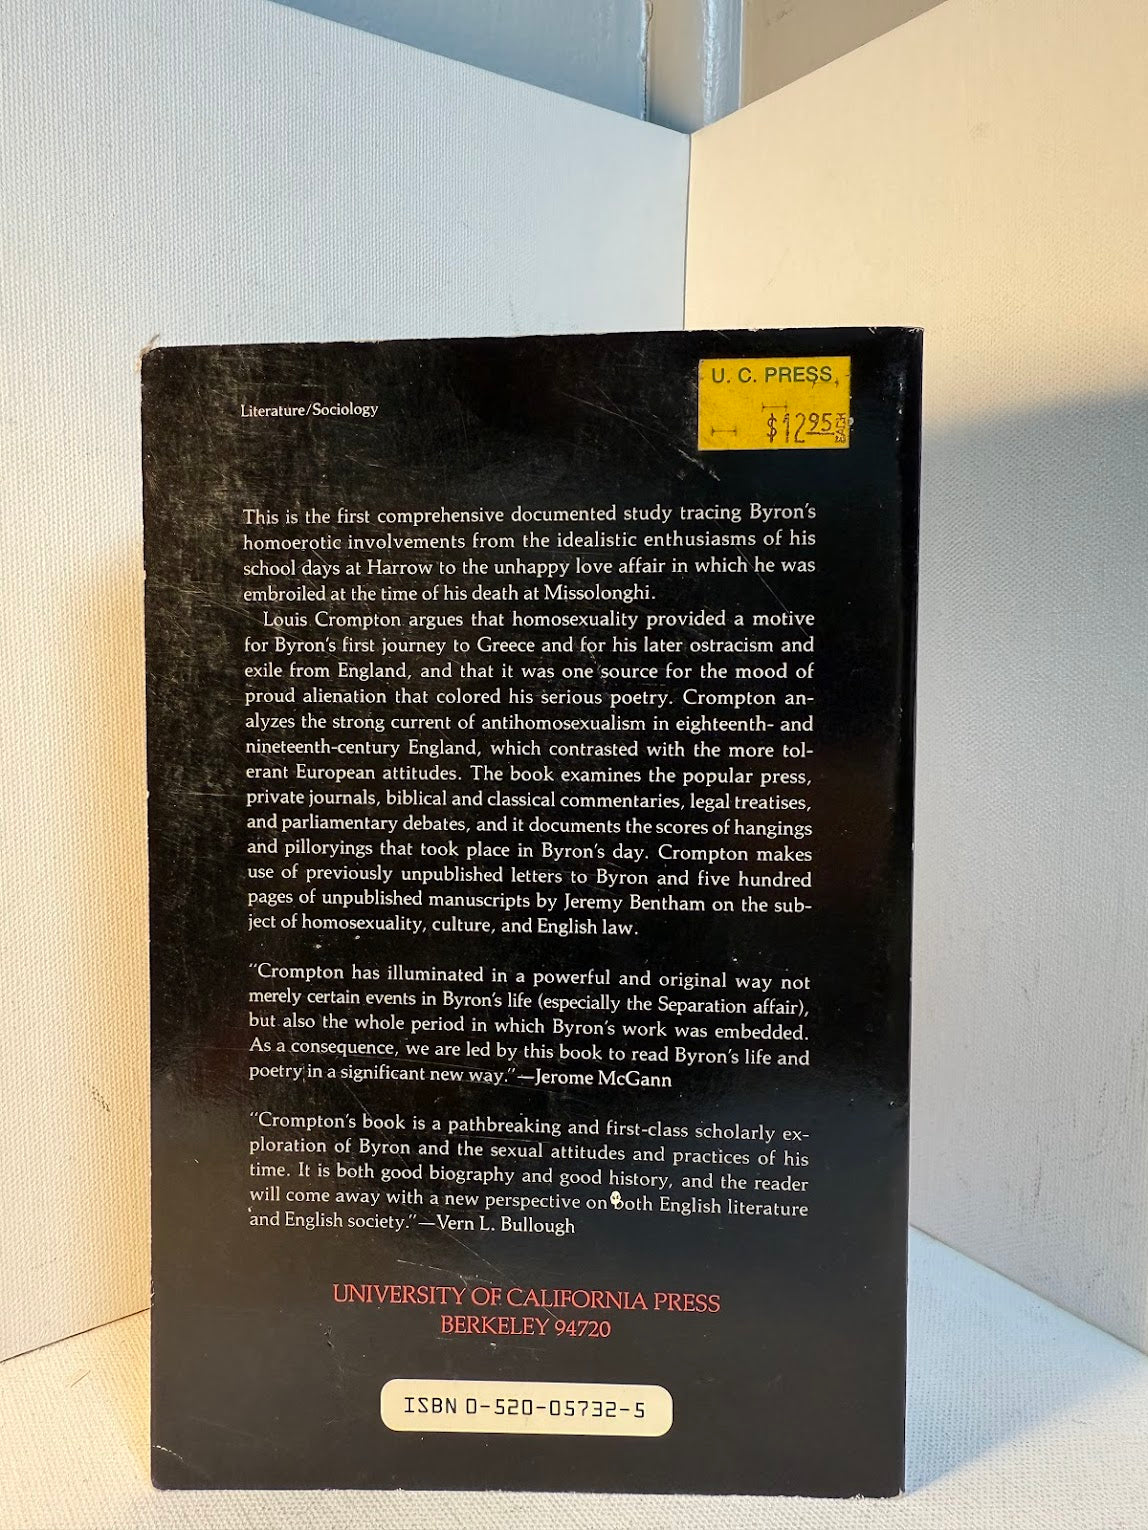 U. C. PRESS
$12.95 EACH
Literature/Sociology
This is the first comprehensive documented study tracing Byron's
homoerotic involvements from the idealistic enthusiasms of his
school days at Harrow to the unhappy love affair in which he was
embroiled at the time of his death at Missolonghi.
Louis Crompton argues that homosexuality provided a motive
for Byron's first journey to Greece and for his later ostracism and
exile from England, and that it was one source for the mood of
proud alienation that colored his serious poetry. Crompton an-
alyzes the strong current of antihomosexualism in eighteenth- and
nineteenth-century England, which contrasted with the more tol-
erant European attitudes. The book examines the popular press,
private journals, biblical and classical commentaries, legal treatises,
and parliamentary debates, and it documents the scores of hangings
and pilloryings that took place in Byron's day. Crompton makes
use of previously unpublished letters to Byron and five hundred
pages of unpublished manuscripts by Jeremy Bentham on the sub-
ject of homosexuality, culture, and English law.
"Crompton has illuminated in a powerful and original way not
merely certain events in Byron's life (especially the Separation affair),
but also the whole period in which Byron's work was embedded.
As a consequence, we are led by this book to read Byron's life and
poetry in a significant new way."—Jerome McGann
"Crompton's book is a pathbreaking and first-class scholarly ex-
ploration of Byron and the sexual attitudes and practices of his
time. It is both good biography and good history, and the reader
will come away with a new perspective on both English literature
and English society."—Vern L. Bullough
UNIVERSITY OF CALIFORNIA PRESS
BERKELEY 94720
ISBN 0-520-05732-5